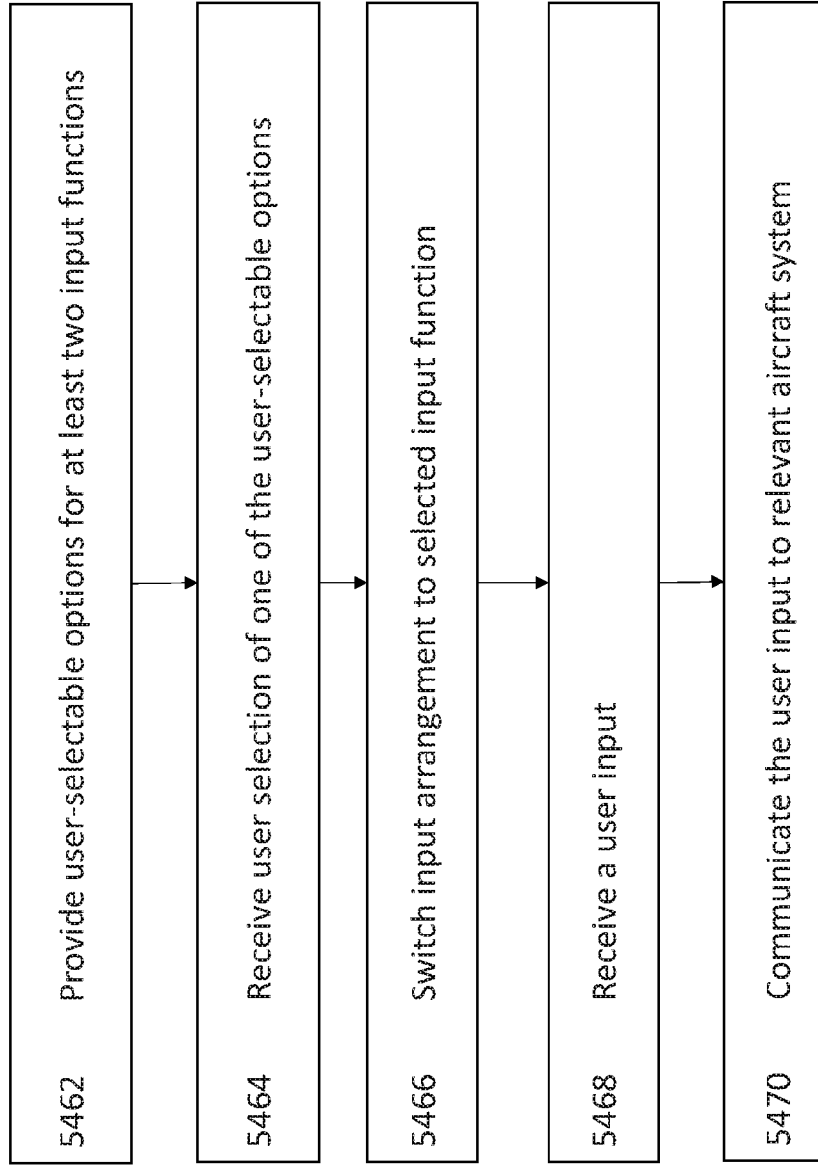 5462 Provide user-selectable options for at least two input functions
5464 Receive user selection of one of the user-selectable options
5466 Switch input arrangement to selected input function
5468 Receive a user input
5470 Communicate the user input to relevant aircraft system